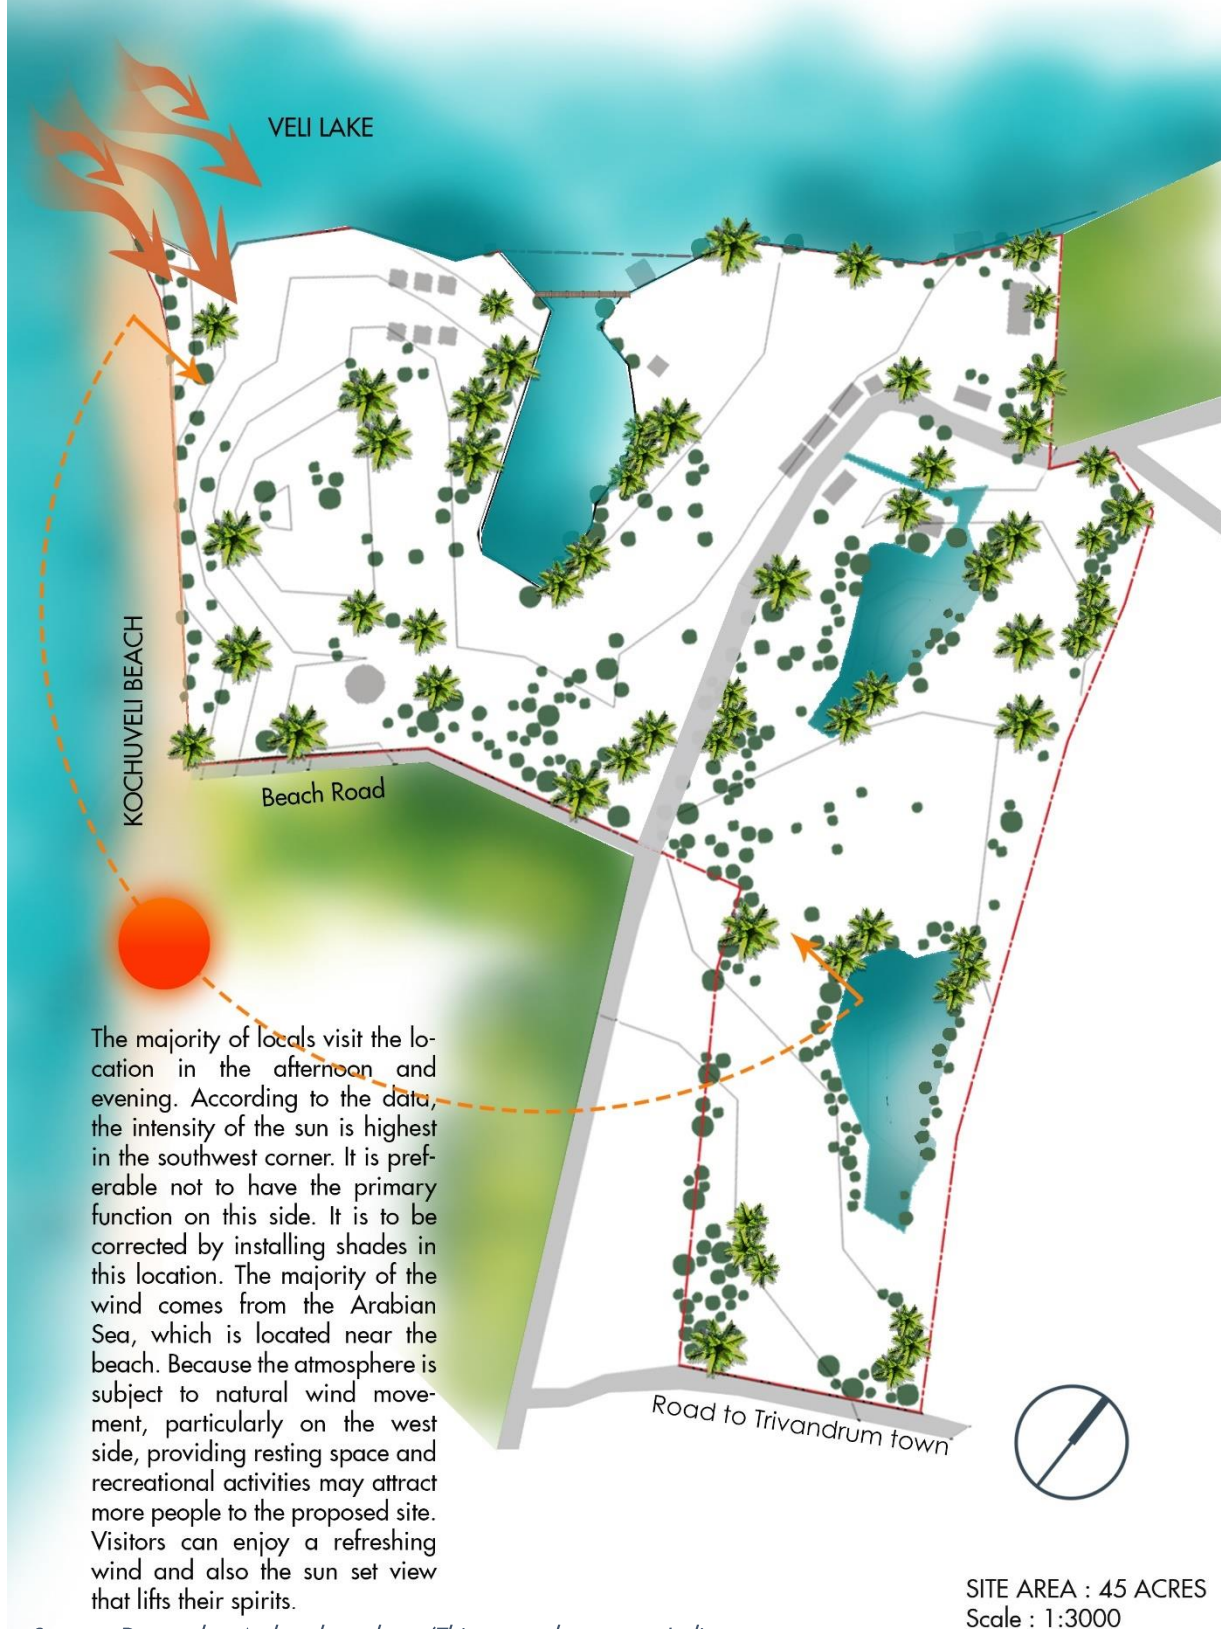 VELI LAKE
KOCHUVELI BEACH
Beach Road
The majority of locals visit the lo-
cation in the afternoon and
evening. According to the data,
the intensity of the sun is highest
in the southwest corner. It is pref-
erable not to have the primary
function on this side. It is to be
corrected by installing shades in
this location. The majority of the
wind comes from the Arabian
Sea, which is located near the
beach. Because the atmosphere is
subject to natural wind move-
ment, particularly on the west
side, providing resting space and
recreational activities may attract
more people to the proposed site.
Visitors can enjoy a refreshing
wind and also the sun set view
that lifts their spirits.
Road to Trivandrum town
SITE AREA : 45 ACRES
Scale : 1:3000